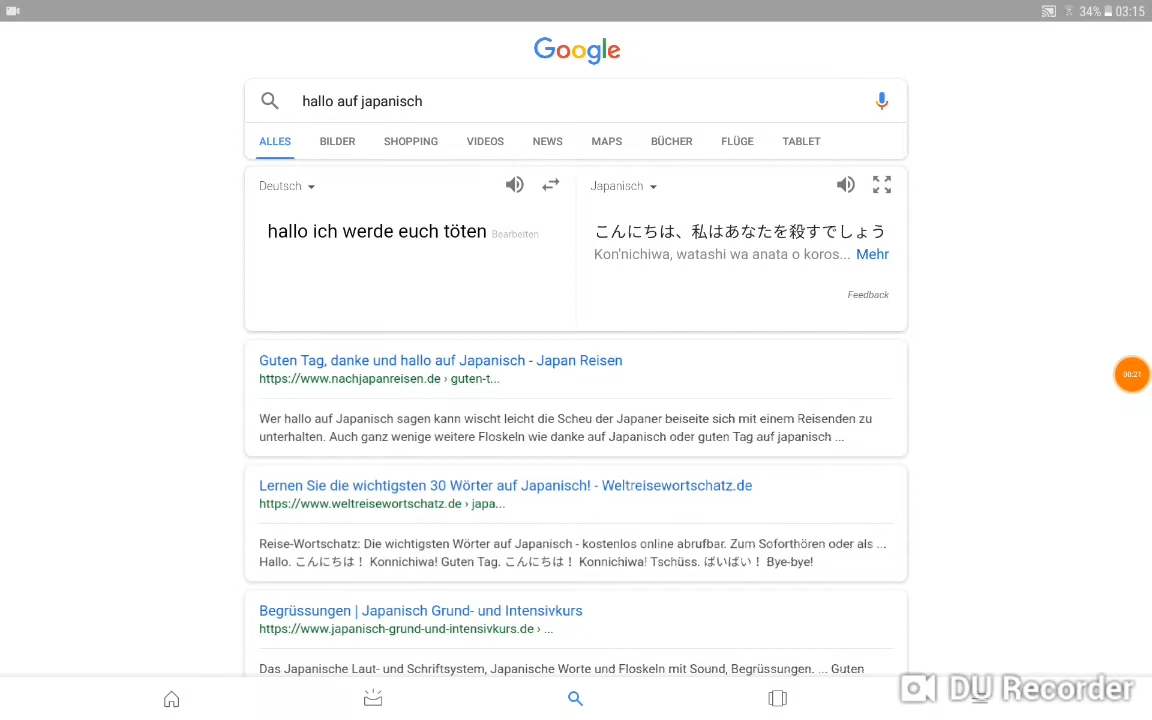 34% 03:15
Google
hallo auf japanisch
ALLES BILDER SHOPPING VIDEOS NEWS MAPS BÜCHER FLÜGE TABLET
Deutsch Japanisch
hallo ich werde euch töten Bearbeiten
こんにちは、私はあなたを殺すでしょう
Kon'nichiwa, watashi wa anata o koros... Mehr
Feedback
Guten Tag, danke und hallo auf Japanisch - Japan Reisen
https://www.nachjapanreisen.de › guten-t...
00:21
Wer hallo auf Japanisch sagen kann wischt leicht die Scheu der Japaner beiseite sich mit einem Reisenden zu
unterhalten. Auch ganz wenige weitere Floskeln wie danke auf Japanisch oder guten Tag auf japanisch ...
Lernen Sie die wichtigsten 30 Wörter auf Japanisch! - Weltreisewortschatz.de
https://www.weltreisewortschatz.de › japa...
Reise-Wortschatz: Die wichtigsten Wörter auf Japanisch - kostenlos online abrufbar. Zum Soforthören oder als ...
Hallo. こんにちは！ Konnichiwa! Guten Tag. こんにちは！ Konnichiwa! Tschüss. ばいばい！ Bye-bye!
Begrüssungen | Japanisch Grund- und Intensivkurs
https://www.japanisch-grund-und-intensivkurs.de › ...
Das Japanische Laut- und Schriftsystem, Japanische Worte und Floskeln mit Sound, Begrüssungen. ... Guten
DU Recorder